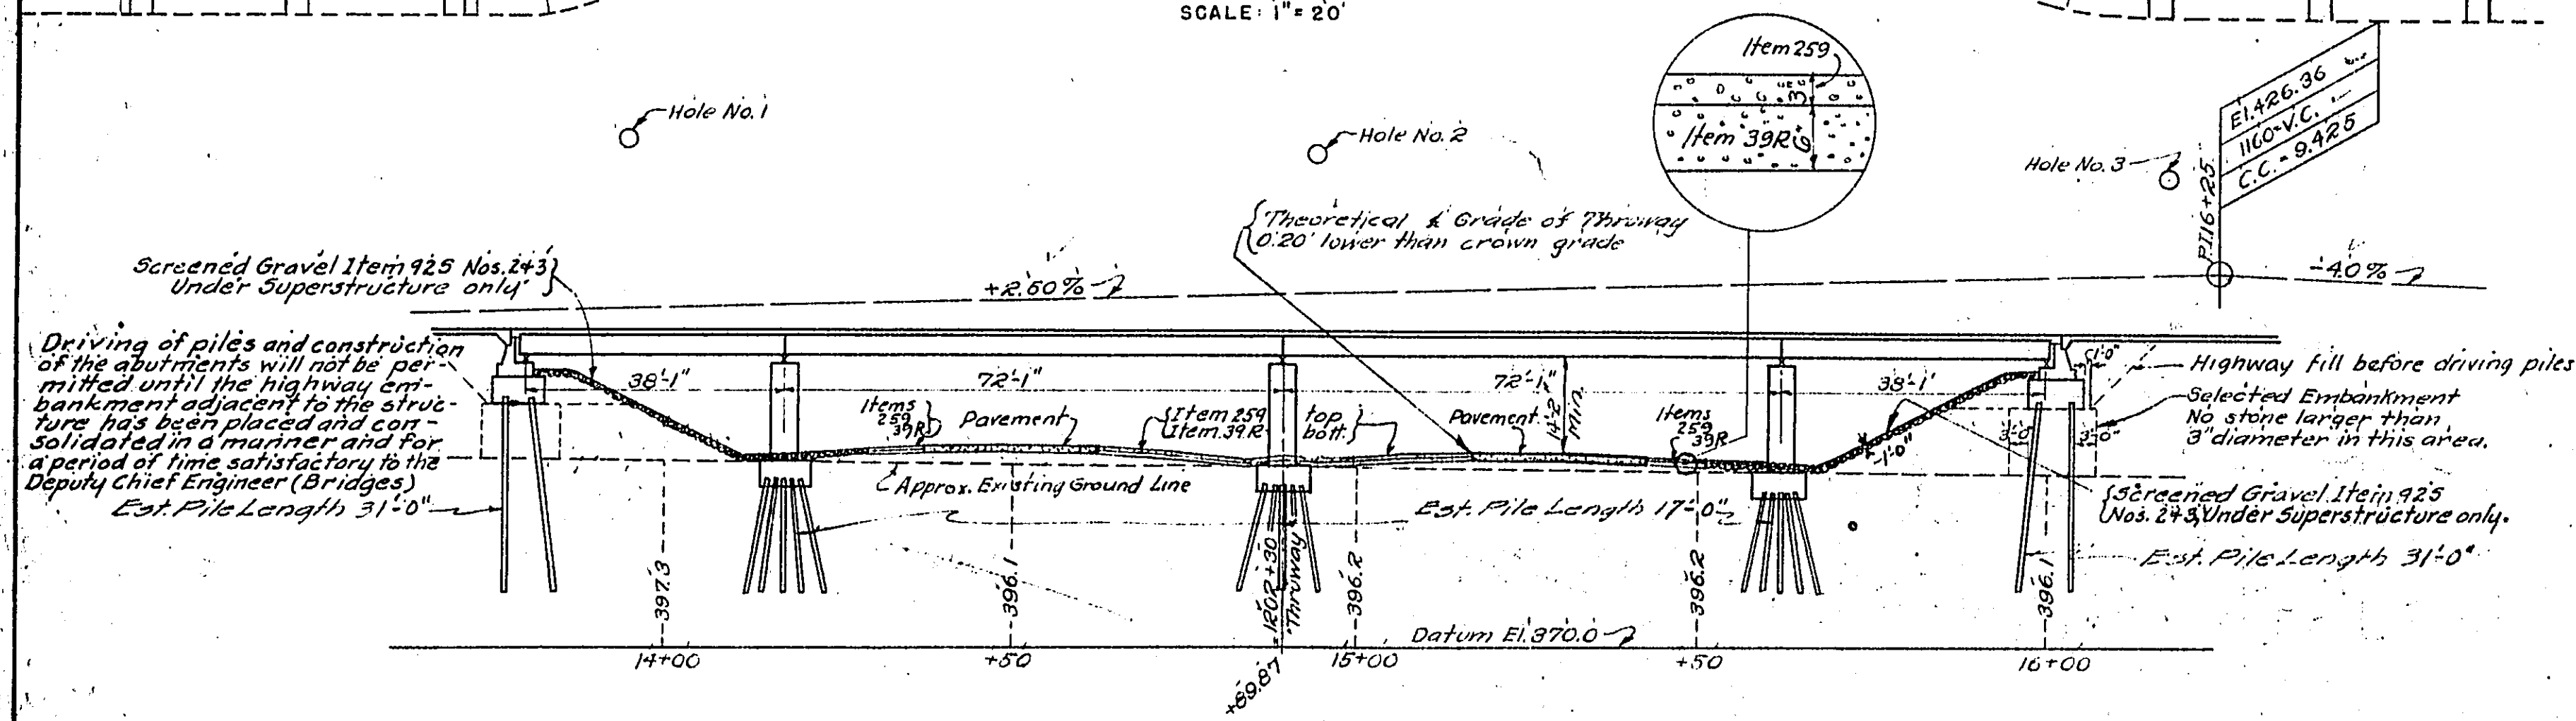 SCALE: 1"= 20'
Item 259
3"
Item 39R
6"
Hole No. 1
Hole No. 2
Hole No. 3
El. 426.36
1160'V.C.
C.C. = 9.425
P.I. 16+25
Theoretical ₵ Grade of Thruway
0.20' lower than crown grade
Screened Gravel Item 925 Nos. 2+3
Under Superstructure only
+2.60%
-4.0%
Driving of piles and construction
of the abutments will not be per-
mitted until the highway em-
bankment adjacent to the struc-
ture has been placed and con-
solidated in a manner and for
a period of time satisfactory to the
Deputy Chief Engineer (Bridges)
Est. Pile Length 31'-0"
38'-1"
72'-1"
72'-1"
38'-1"
14'-2" Min.
1'-0"
Highway fill before driving piles
Selected Embankment
No stone larger than
3" diameter in this area.
Items
259
39R
Pavement
Item 259
Item 39R
top
bott.
Pavement
Items
259
39R
1'-0"
3'-0"
3'-0"
Approx. Existing Ground Line
Est. Pile Length 17'-0"
Screened Gravel Item 925
Nos. 2+3, Under Superstructure only.
Est. Pile Length 31'-0"
397.3
396.1
1202+30
Thruway
396.2
396.2
396.1
Datum El. 370.0
14+00
+50
+89.87
15+00
+50
16+00